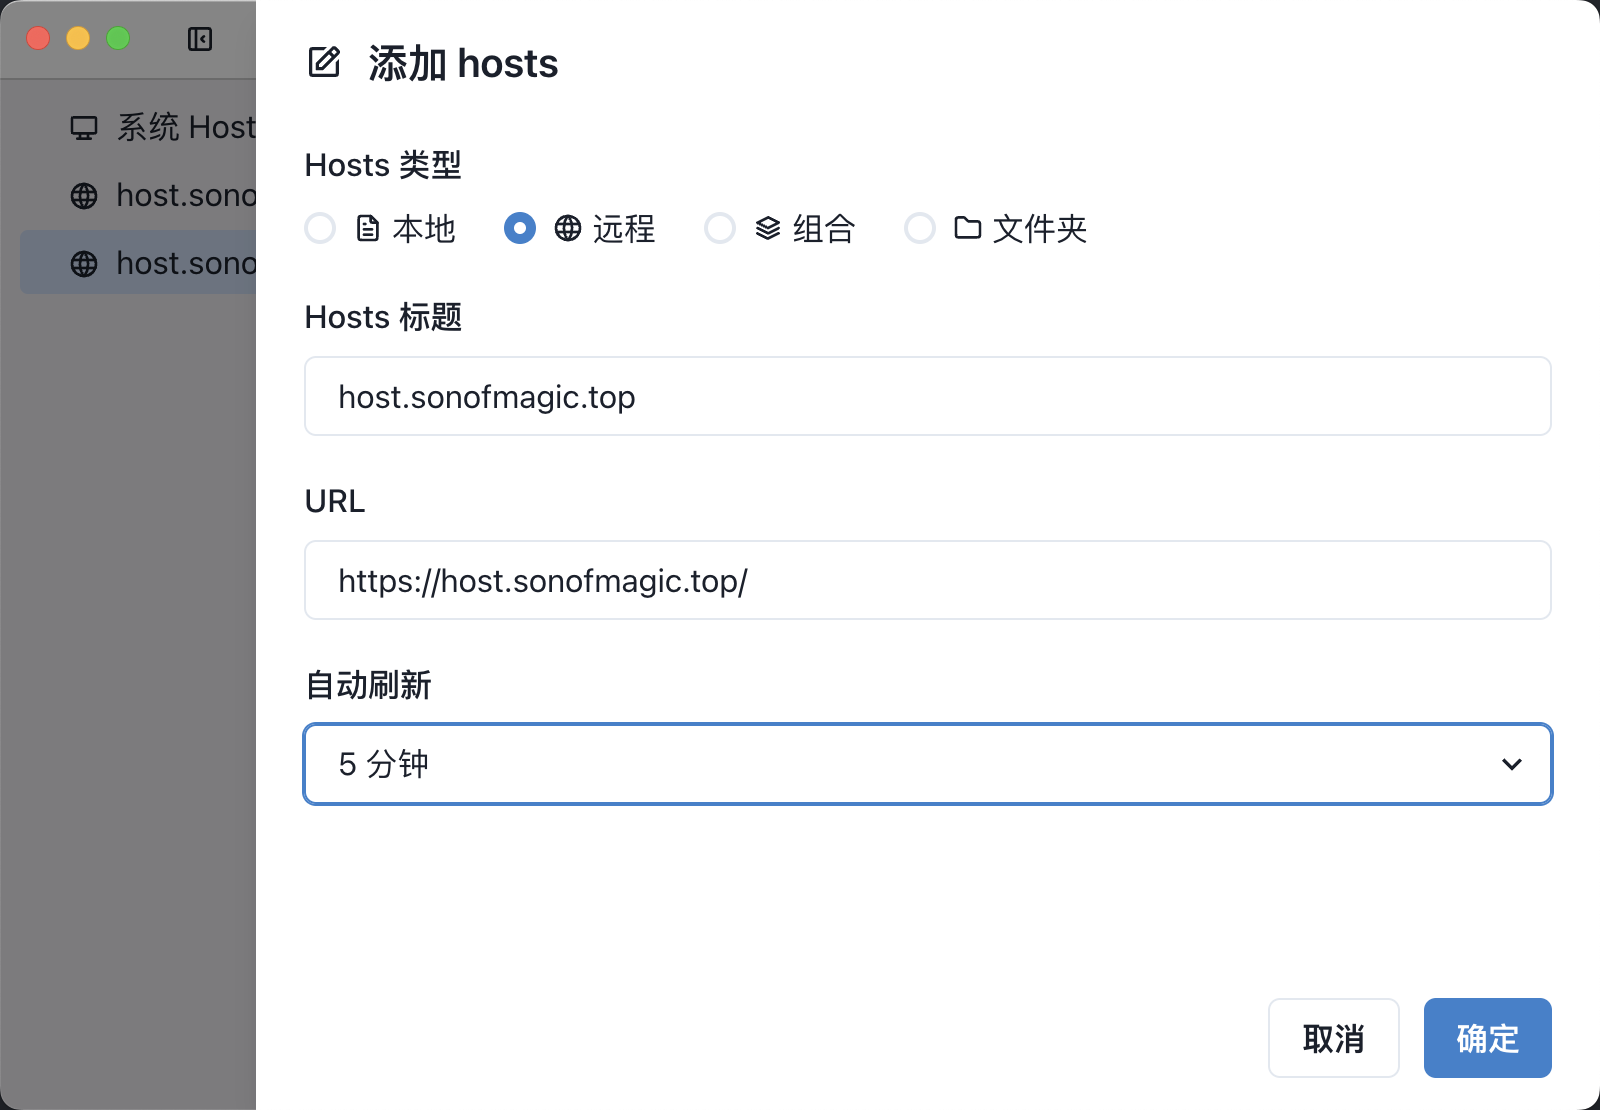 系统 Host
host.sono
host.sono
添加 hosts
Hosts 类型
本地 远程 组合 文件夹
Hosts 标题
host.sonofmagic.top
URL
https://host.sonofmagic.top/
自动刷新
5 分钟
取消 确定